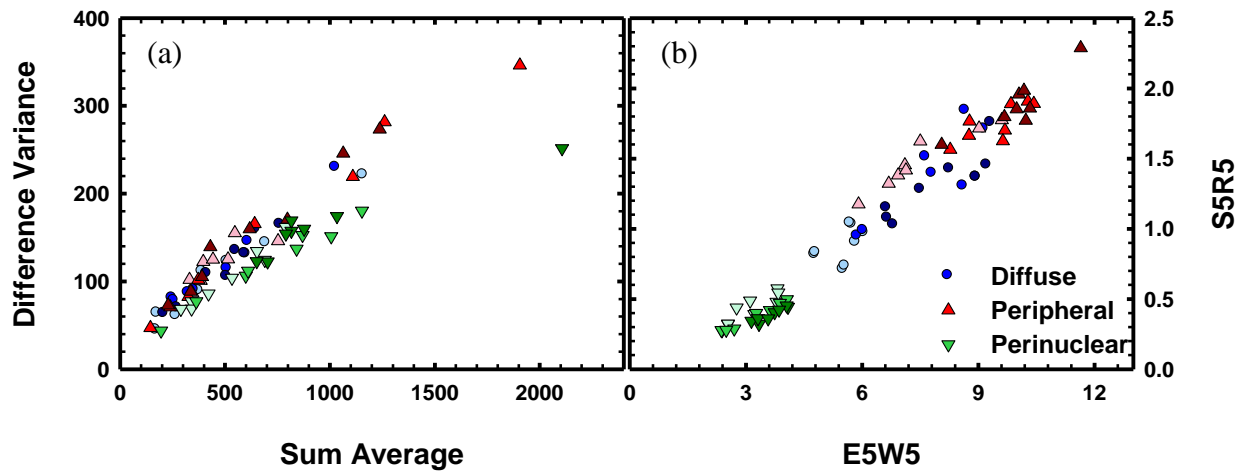 400
300
200
100
0
Difference Variance
(a)
0
500
1000
1500
2000
Sum Average
(b)
2.5
2.0
1.5
1.0
0.5
0.0
S5R5
Diffuse
Peripheral
Perinuclear
0
3
6
9
12
E5W5